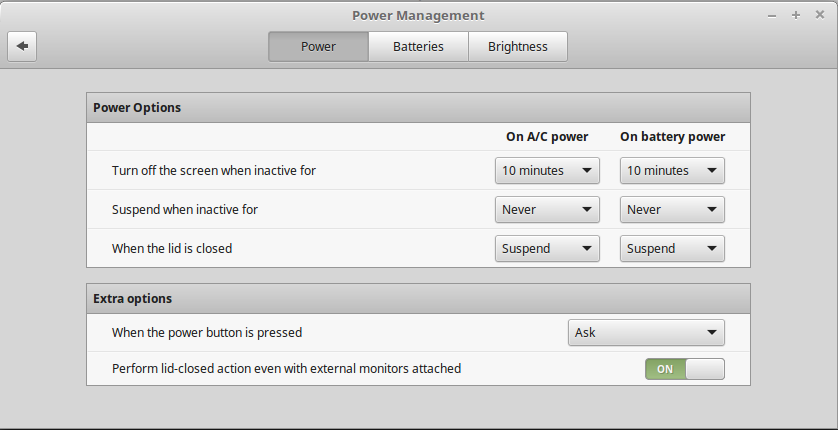 Power Management
Power Batteries Brightness
Power Options
On A/C power On battery power
Turn off the screen when inactive for 10 minutes 10 minutes
Suspend when inactive for Never Never
When the lid is closed Suspend Suspend
Extra options
When the power button is pressed Ask
Perform lid-closed action even with external monitors attached ON